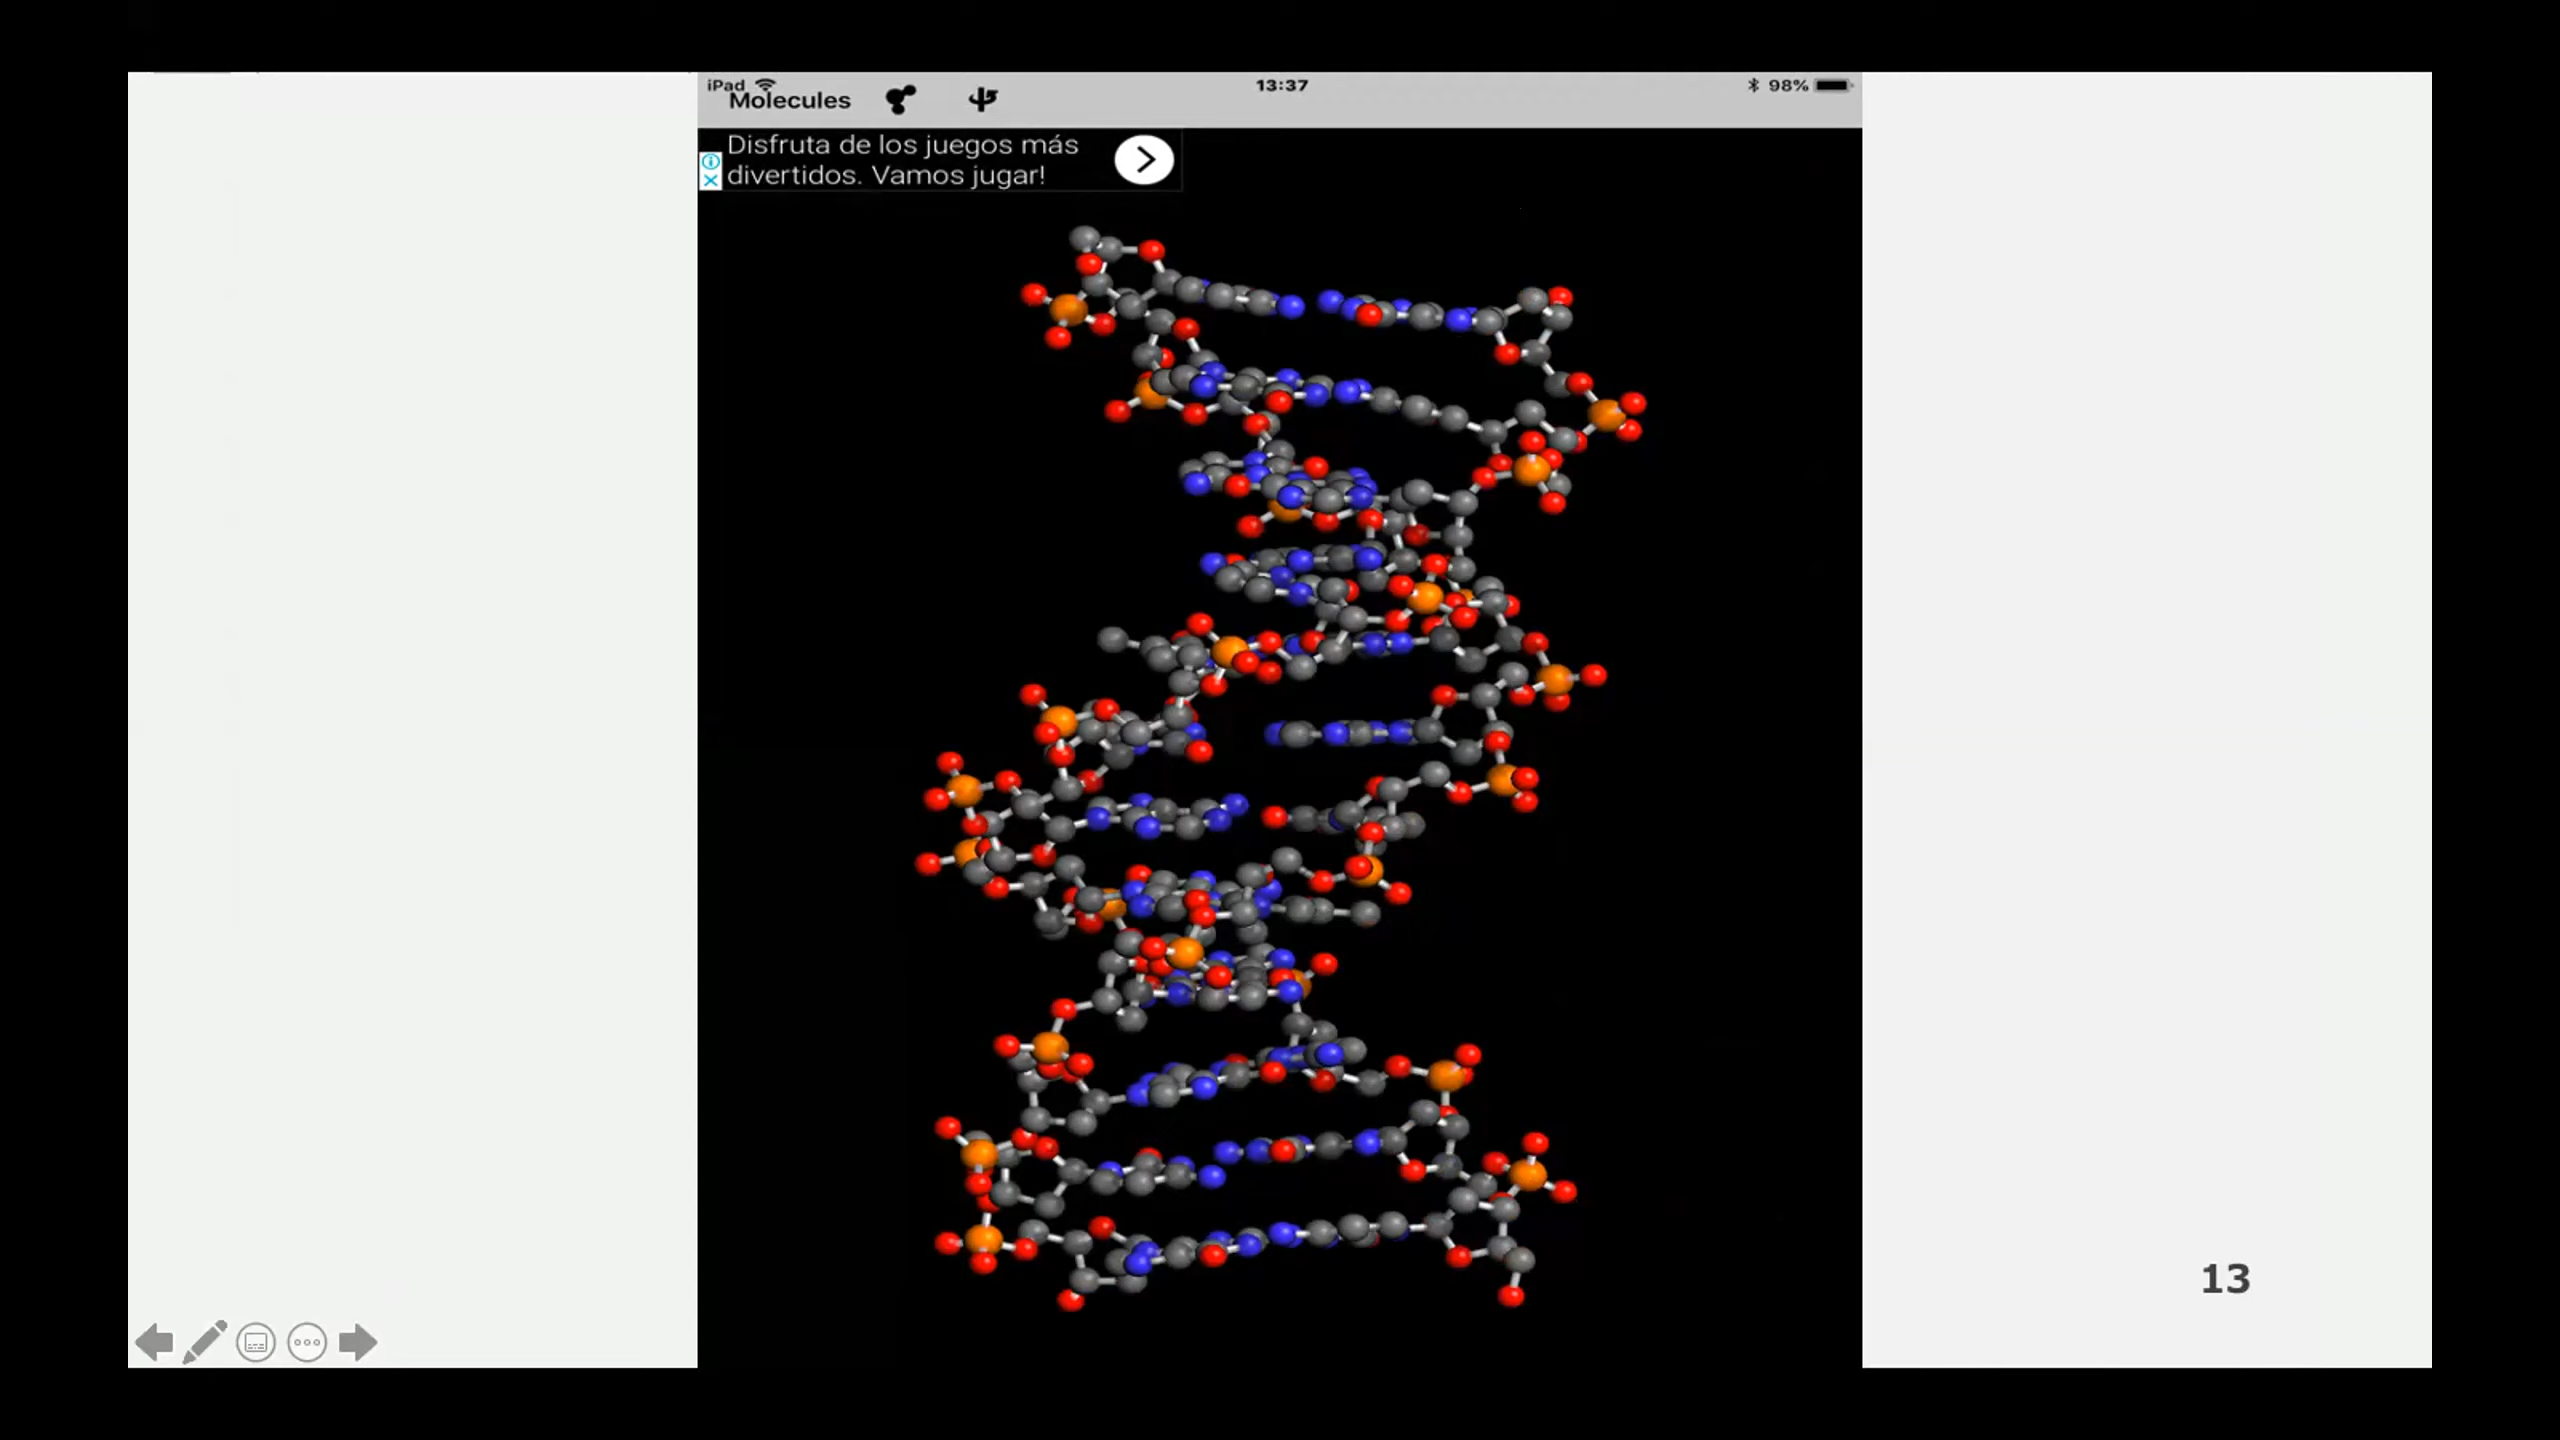 iPad
13:37
98%
Molecules
Disfruta de los juegos más
divertidos. Vamos jugar!
13